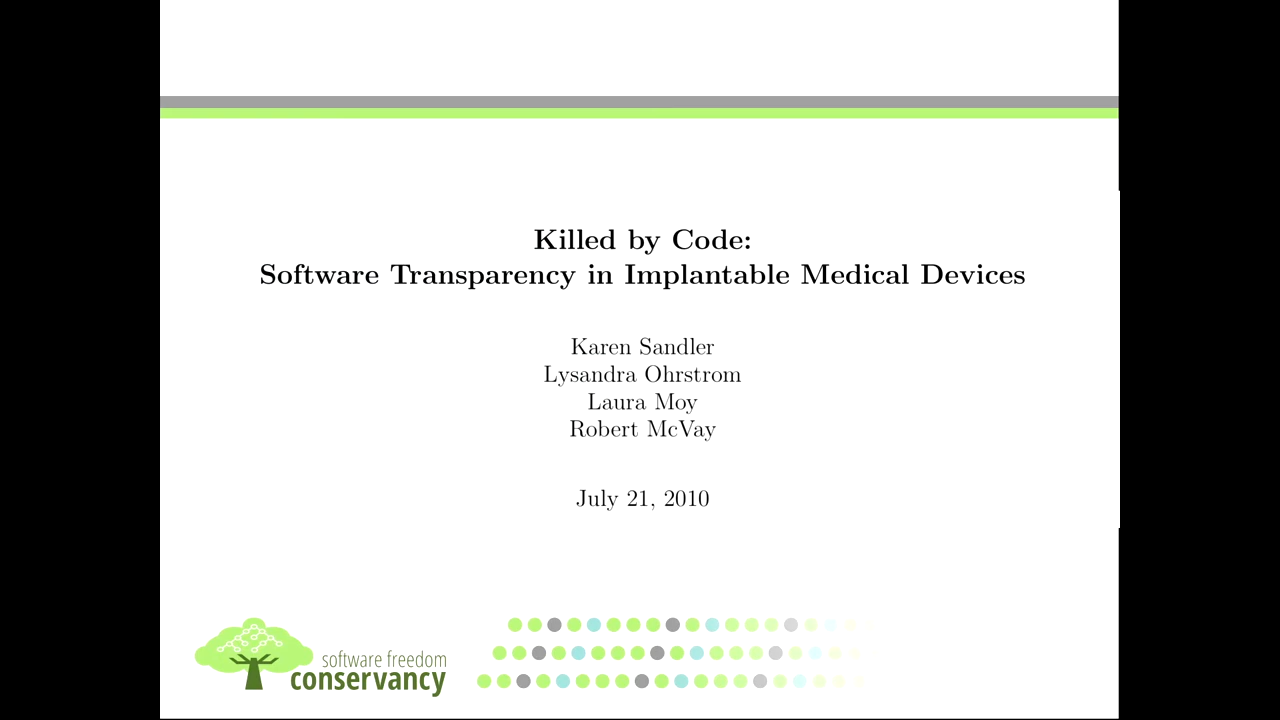 Killed by Code:
Software Transparency in Implantable Medical Devices
Karen Sandler
Lysandra Ohrstrom
Laura Moy
Robert McVay
July 21, 2010
software freedom
conservancy